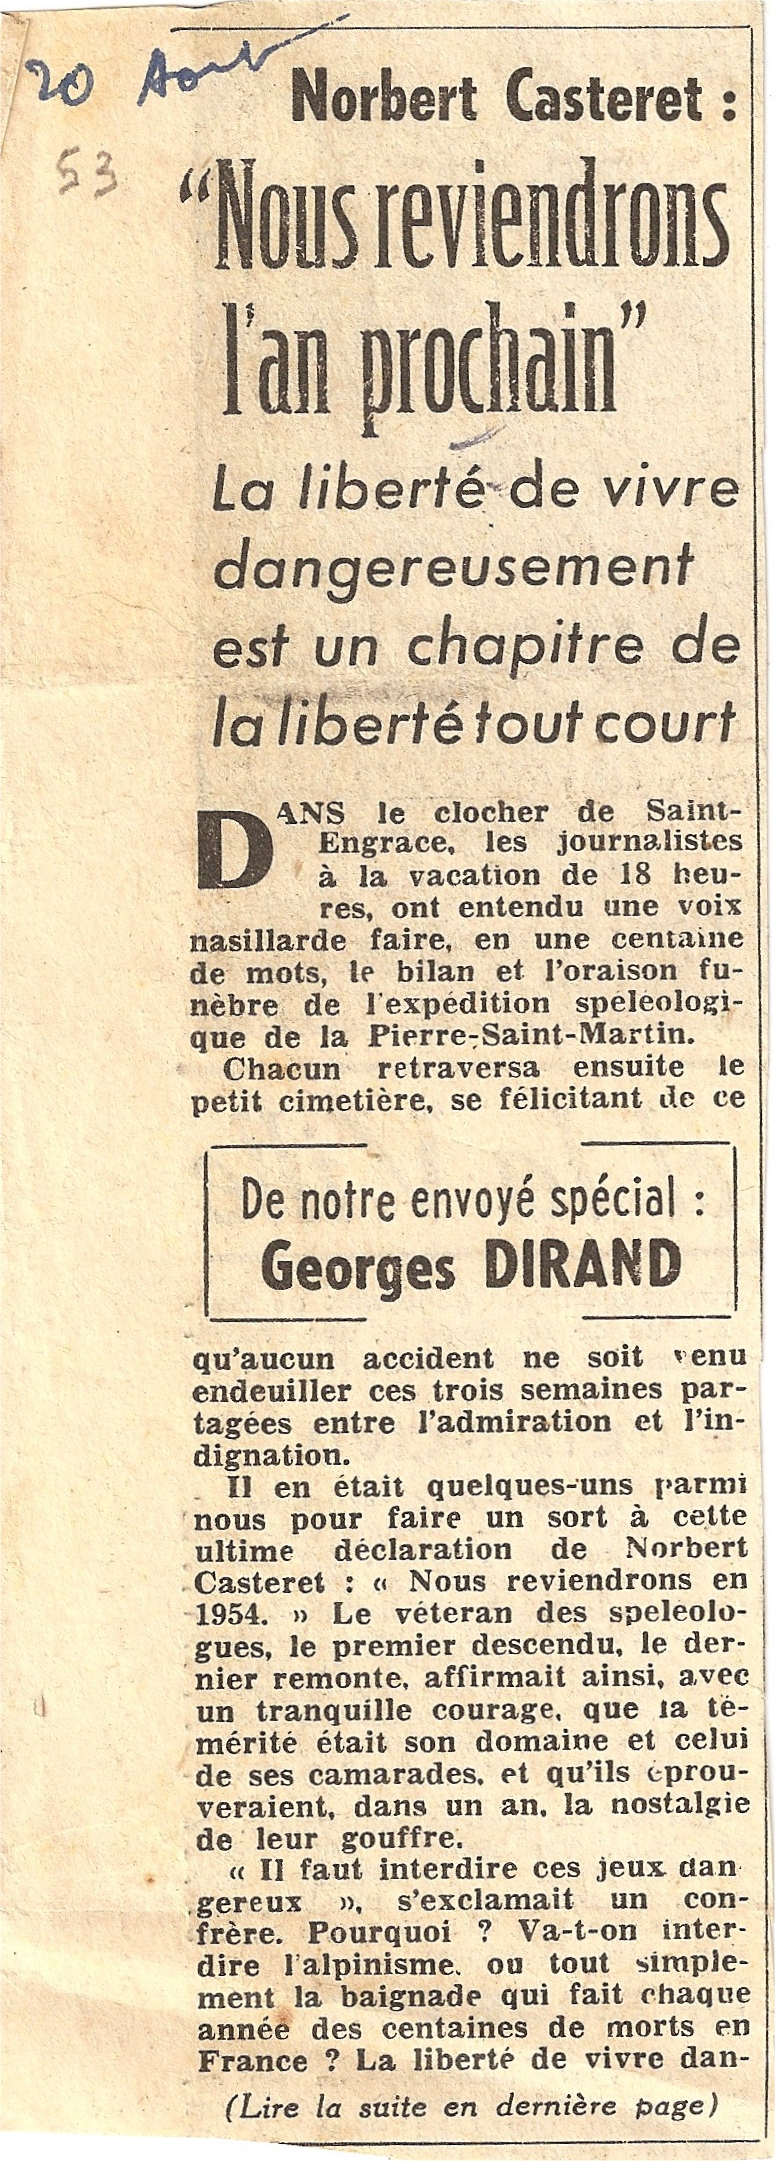 20 Août
53
Norbert Casteret :
“Nous reviendrons
l'an prochain”
La liberté de vivre
dangereusement
est un chapitre de
la liberté tout court
DANS le clocher de Saint-
Engrace, les journalistes
à la vacation de 18 heu-
res, ont entendu une voix
nasillarde faire, en une centaine
de mots, le bilan et l'oraison fu-
nèbre de l'expédition spéléologi-
que de la Pierre-Saint-Martin.
Chacun retraversa ensuite le
petit cimetière, se félicitant de ce
De notre envoyé spécial :
Georges DIRAND
qu'aucun accident ne soit venu
endeuiller ces trois semaines par-
tagées entre l'admiration et l'in-
dignation.
Il en était quelques-uns parmi
nous pour faire un sort à cette
ultime déclaration de Norbert
Casteret : « Nous reviendrons en
1954. » Le véteran des speleolo-
gues, le premier descendu, le der-
nier remonte, affirmait ainsi, avec
un tranquille courage, que la té-
mérité était son domaine et celui
de ses camarades, et qu'ils éprou-
veraient, dans un an, la nostalgie
de leur gouffre.
« Il faut interdire ces jeux dan-
gereux », s'exclamait un con-
frère. Pourquoi ? Va-t-on inter-
dire l'alpinisme, ou tout simple-
ment la baignade qui fait chaque
année des centaines de morts en
France ? La liberté de vivre dan-
(Lire la suite en dernière page)